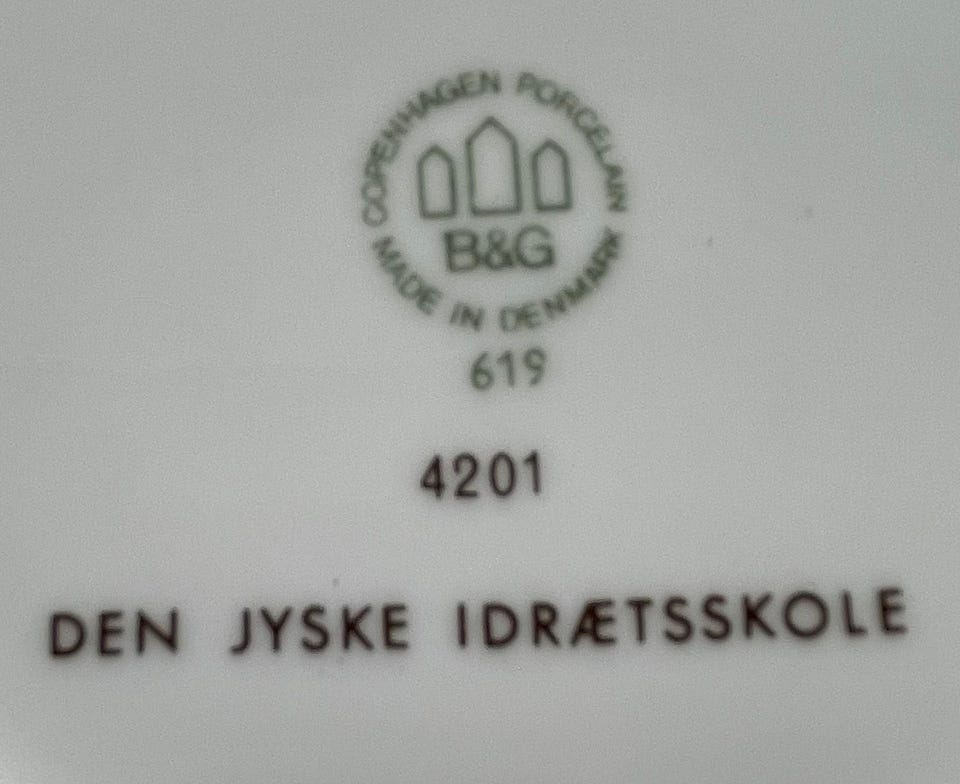 COPENHAGEN PORCELAIN
B&G
MADE IN DENMARK
619
4201
DEN JYSKE IDRÆTSSKOLE